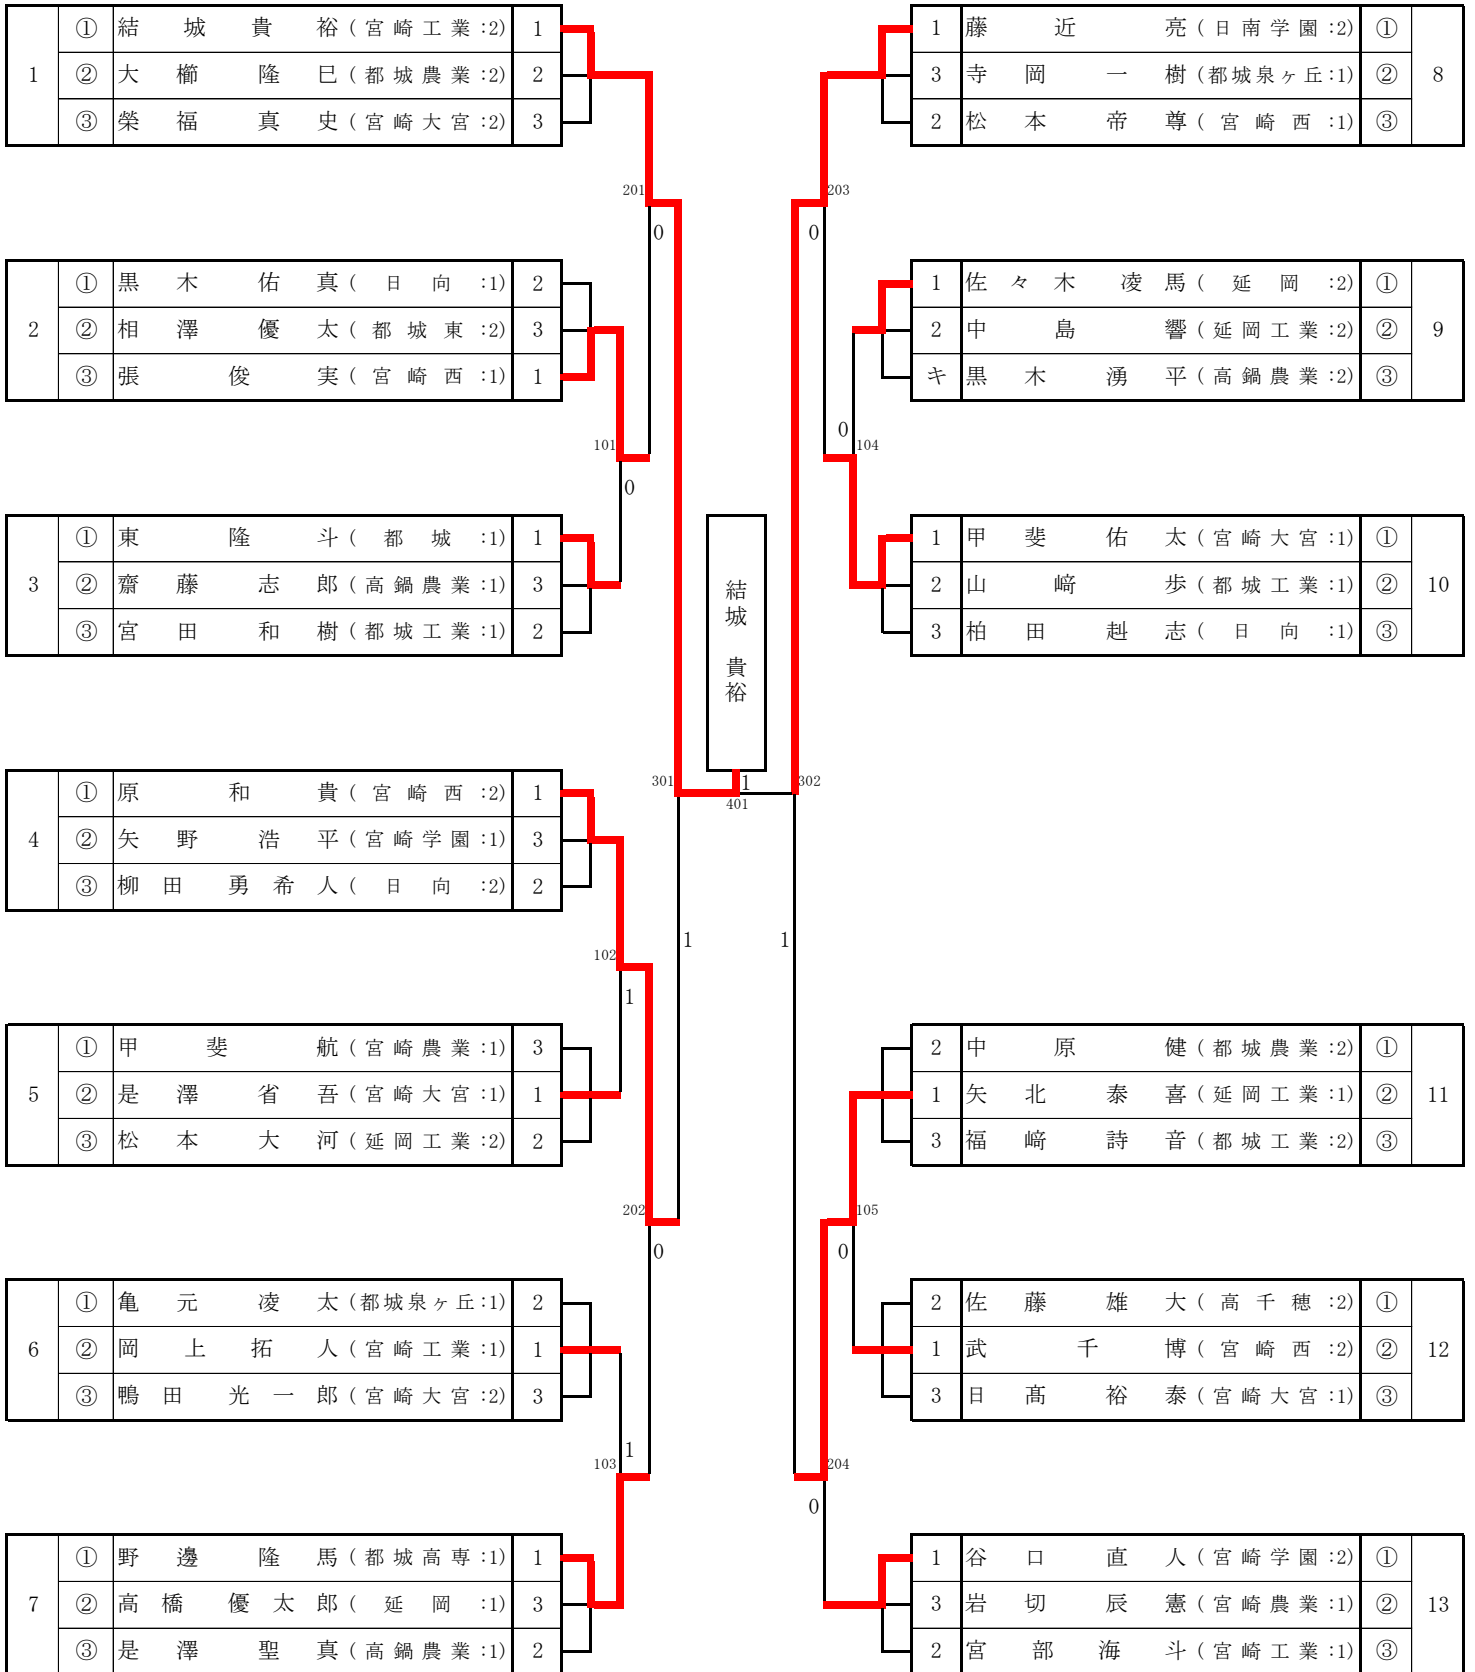 ① 結城 貴裕 (宮崎工業:2) 1
1 ② 大櫛 隆巳 (都城農業:2) 2
③ 榮福 真史 (宮崎大宮:2) 3
1 藤近 亮 (日南学園:2) ①
3 寺岡 一樹 (都城泉ヶ丘:1) ② 8
2 松本 帝尊 (宮崎西:1) ③
201
0
203
0
① 黒木 佑真 (日向:1) 2
2 ② 相澤 優太 (都城東:2) 3
③ 張 俊実 (宮崎西:1) 1
1 佐々木 凌馬 (延岡:2) ①
2 中島 響 (延岡工業:2) ② 9
キ 黒木 湧平 (高鍋農業:2) ③
101
0
0
104
① 東 隆斗 (都城:1) 1
3 ② 齋藤 志郎 (高鍋農業:1) 3
③ 宮田 和樹 (都城工業:1) 2
結城 貴裕
1 甲斐 佑太 (宮崎大宮:1) ①
2 山﨑 歩 (都城工業:1) ② 10
3 柏田 赳志 (日向:1) ③
301
1
302
401
① 原 和貴 (宮崎西:2) 1
4 ② 矢野 浩平 (宮崎学園:1) 3
③ 柳田 勇希人 (日向:2) 2
102
1
1
1
① 甲斐 航 (宮崎農業:1) 3
5 ② 是澤 省吾 (宮崎大宮:1) 1
③ 松本 大河 (延岡工業:2) 2
2 中原 健 (都城農業:2) ①
1 矢北 泰喜 (延岡工業:1) ② 11
3 福﨑 詩音 (都城工業:2) ③
202
0
105
0
① 亀元 凌太 (都城泉ヶ丘:1) 2
6 ② 岡上 拓人 (宮崎工業:1) 1
③ 鴨田 光一郎 (宮崎大宮:2) 3
2 佐藤 雄大 (高千穂:2) ①
1 武 千博 (宮崎西:2) ② 12
3 日髙 裕泰 (宮崎大宮:1) ③
103
1
204
0
① 野邊 隆馬 (都城高専:1) 1
7 ② 高橋 優太郎 (延岡:1) 3
③ 是澤 聖真 (高鍋農業:1) 2
1 谷口 直人 (宮崎学園:2) ①
3 岩切 辰憲 (宮崎農業:1) ② 13
2 宮部 海斗 (宮崎工業:1) ③